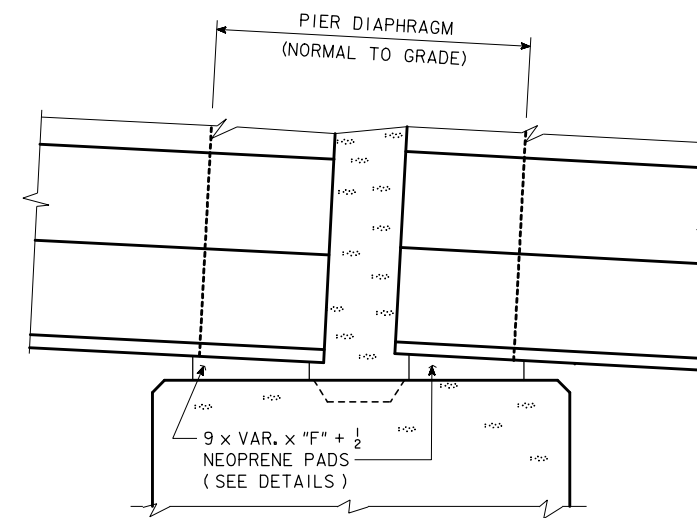 PIER DIAPHRAGM
(NORMAL TO GRADE)
9 x VAR. x "F" + ½
NEOPRENE PADS
(SEE DETAILS)